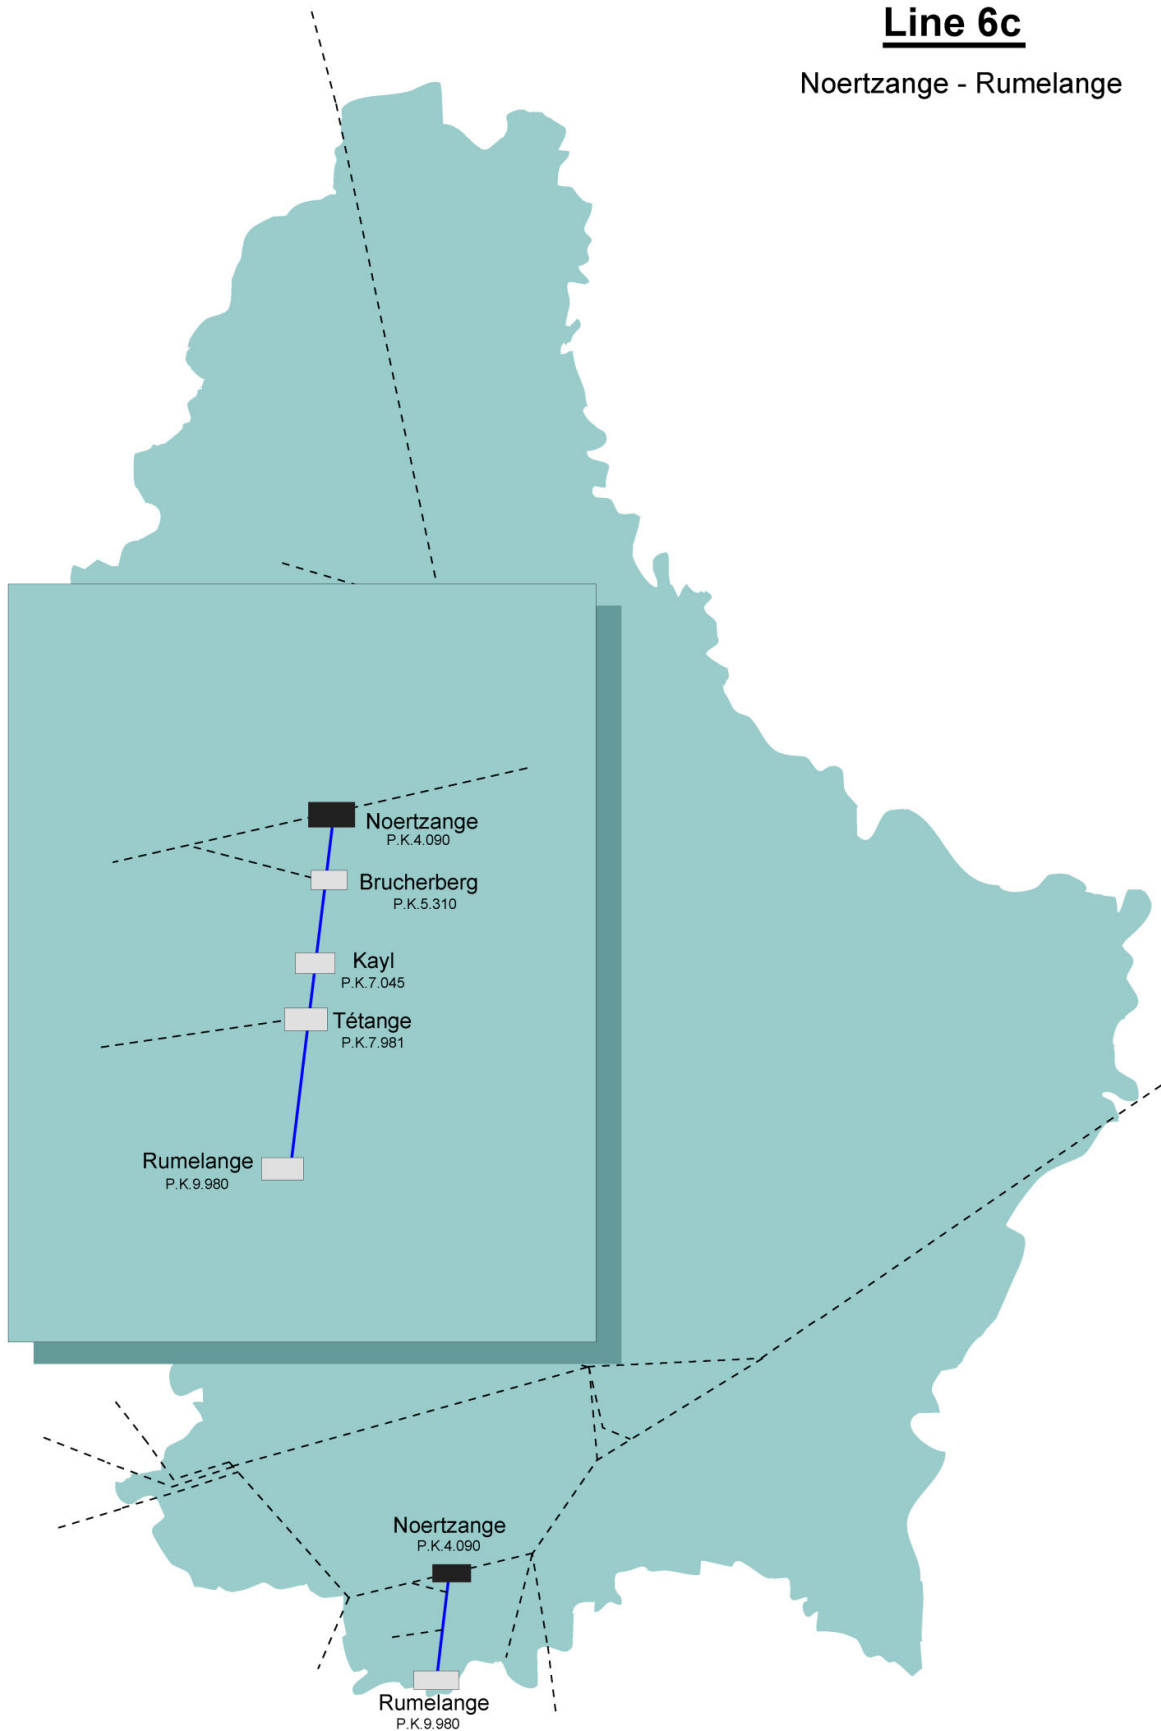 Line 6c
Noertzange - Rumelange
Noertzange
P.K.4.090
Brucherberg
P.K.5.310
Kayl
P.K.7.045
Tétange
P.K.7.981
Rumelange
P.K.9.980
Noertzange
P.K.4.090
Rumelange
P.K.9.980